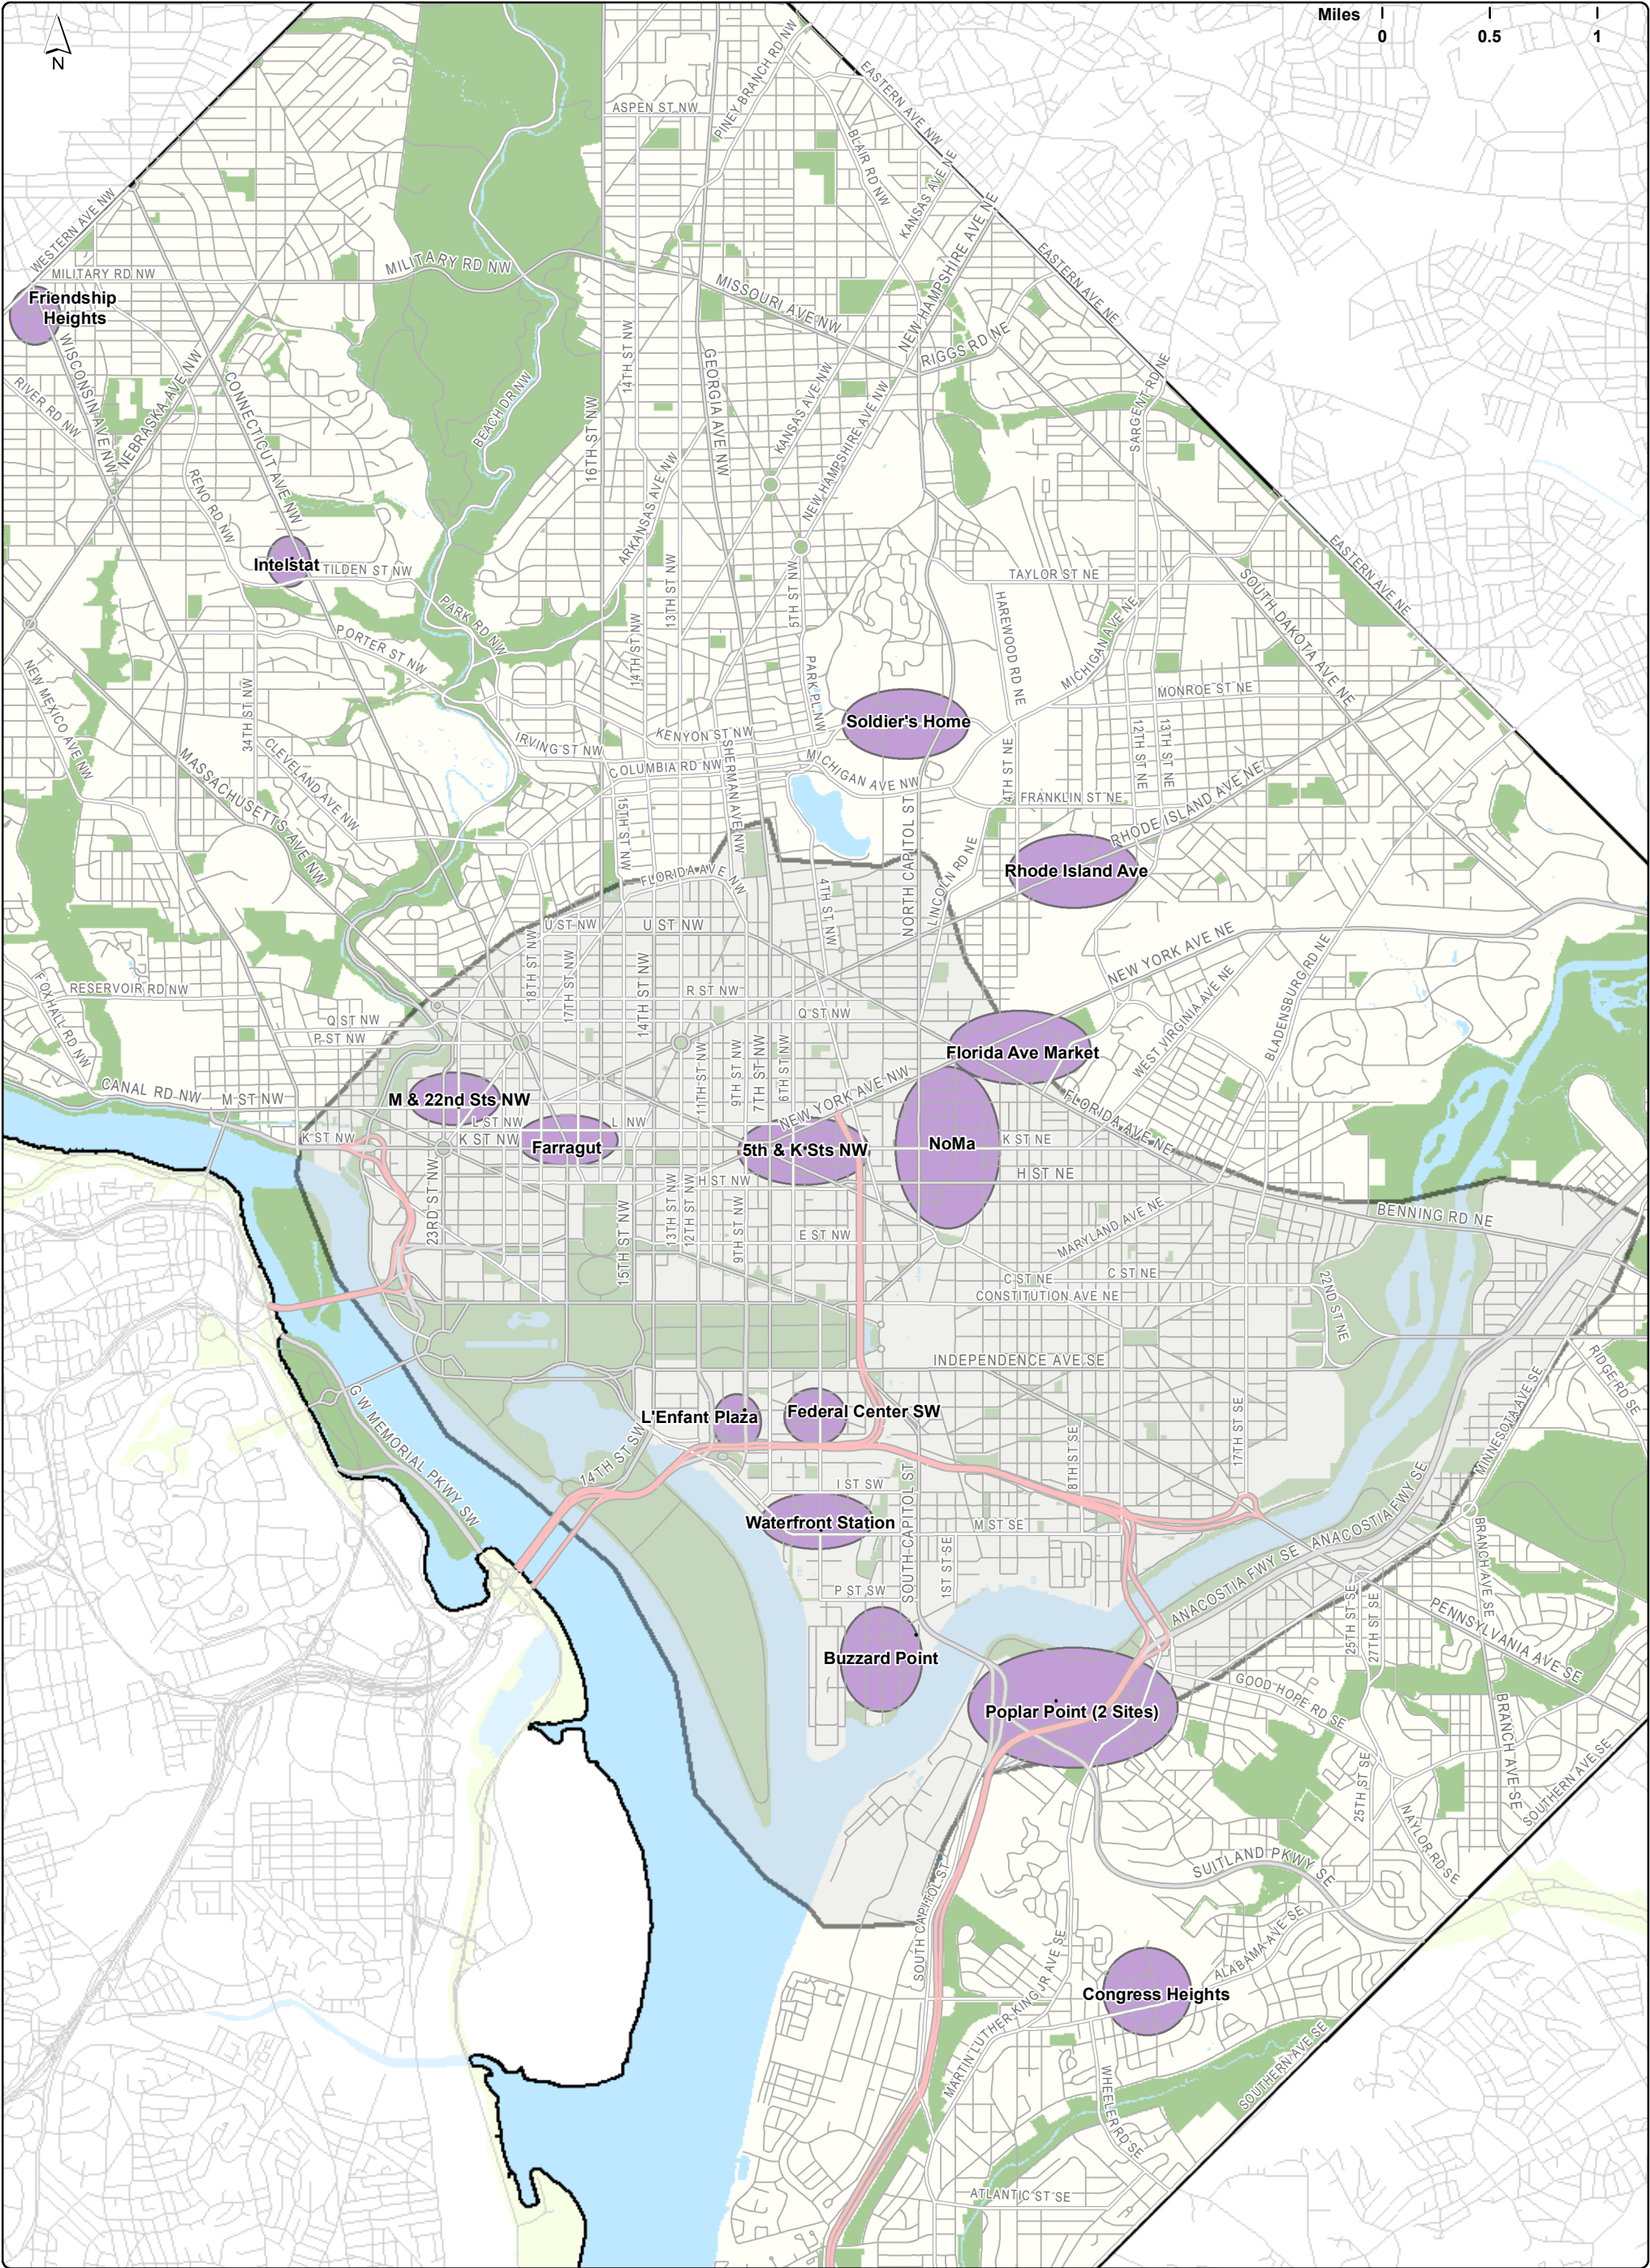 Miles
0 0.5 1
N
ASPEN ST NW
PINEY BRANCH RD NW
EASTERN AVE NW
BLAIR RD NW
KANSAS AVE NE
WESTERN AVE NW
NEW HAMPSHIRE AVE NE
MILITARY RD NW
MILITARY RD NW
EASTERN AVE NE
Friendship
Heights
MISSOURI AVE NW
RIGGS RD NE
WISCONSIN AVE NW
RIVER RD NW
NEBRASKA AVE NW
CONNECTICUT AVE NW
BEACH DR NW
14TH ST NW
16TH ST NW
GEORGIA AVE NW
KANSAS AVE NW
NEW HAMPSHIRE AVE NW
SARGENT RD NE
RENO RD NW
ARKANSAS AVE NW
Intelstat
TILDEN ST NW
13TH ST NW
5TH ST NW
TAYLOR ST NE
EASTERN AVE NE
SOUTH DAKOTA AVE NE
PARK RD NW
PORTER ST NW
14TH ST NW
PARK PL NW
HAREWOOD RD NE
MICHIGAN AVE NE
MONROE ST NE
NEW MEXICO AVE NW
34TH ST NW
Soldier's Home
IRVING ST NW
KENYON ST NW
SHERMAN AVE NW
12TH ST NE
13TH ST NE
MASSACHUSETTS AVE NW
CLEVELAND AVE NW
COLUMBIA RD NW
MICHIGAN AVE NW
4TH ST NE
FRANKLIN ST NE
15TH ST NW
NORTH CAPITOL ST
RHODE ISLAND AVE NE
LINCOLN RD NE
Rhode Island Ave
FLORIDA AVE NW
4TH ST NW
U ST NW
U ST NW
NEW YORK AVE NE
FOXHALL RD NW
RESERVOIR RD NW
18TH ST NW
17TH ST NW
14TH ST NW
R ST NW
WEST VIRGINIA AVE NE
BLADENSBURG RD NE
Q ST NW
Q ST NW
P ST NW
11TH ST NW
9TH ST NW
7TH ST NW
6TH ST NW
Florida Ave Market
CANAL RD NW
M ST NW
M & 22nd Sts NW
NEW YORK AVE NW
FLORIDA AVE NE
L ST NW
L NW
K ST NW
K ST NW
Farragut
5th & K Sts NW
NoMa
K ST NE
H ST NW
H ST NE
23RD ST NW
15TH ST NW
13TH ST NW
12TH ST NW
9TH ST NW
E ST NW
MARYLAND AVE NE
BENNING RD NE
C ST NE
C ST NE
CONSTITUTION AVE NE
22ND ST NE
INDEPENDENCE AVE SE
RIDGE RD SE
G W MEMORIAL PKWY SW
L'Enfant Plaza
Federal Center SW
MINNESOTA AVE SE
14TH ST SW
8TH ST SE
17TH ST SE
I ST SW
SOUTH CAPITOL ST
Waterfront Station
M ST SE
ANACOSTIA FWY SE
ANACOSTIA FWY SE
P ST SW
1ST ST SE
BRANCH AVE SE
25TH ST SE
27TH ST SE
PENNSYLVANIA AVE SE
Buzzard Point
GOOD HOPE RD SE
Poplar Point (2 Sites)
BRANCH AVE SE
25TH ST SE
SOUTHERN AVE SE
NAYLOR RD SE
SUITLAND PKWY SE
SOUTH CAPITOL ST
ALABAMA AVE SE
Congress Heights
MARTIN LUTHER KING JR AVE SE
SOUTHERN AVE SE
WHEELER RD SE
ATLANTIC ST SE